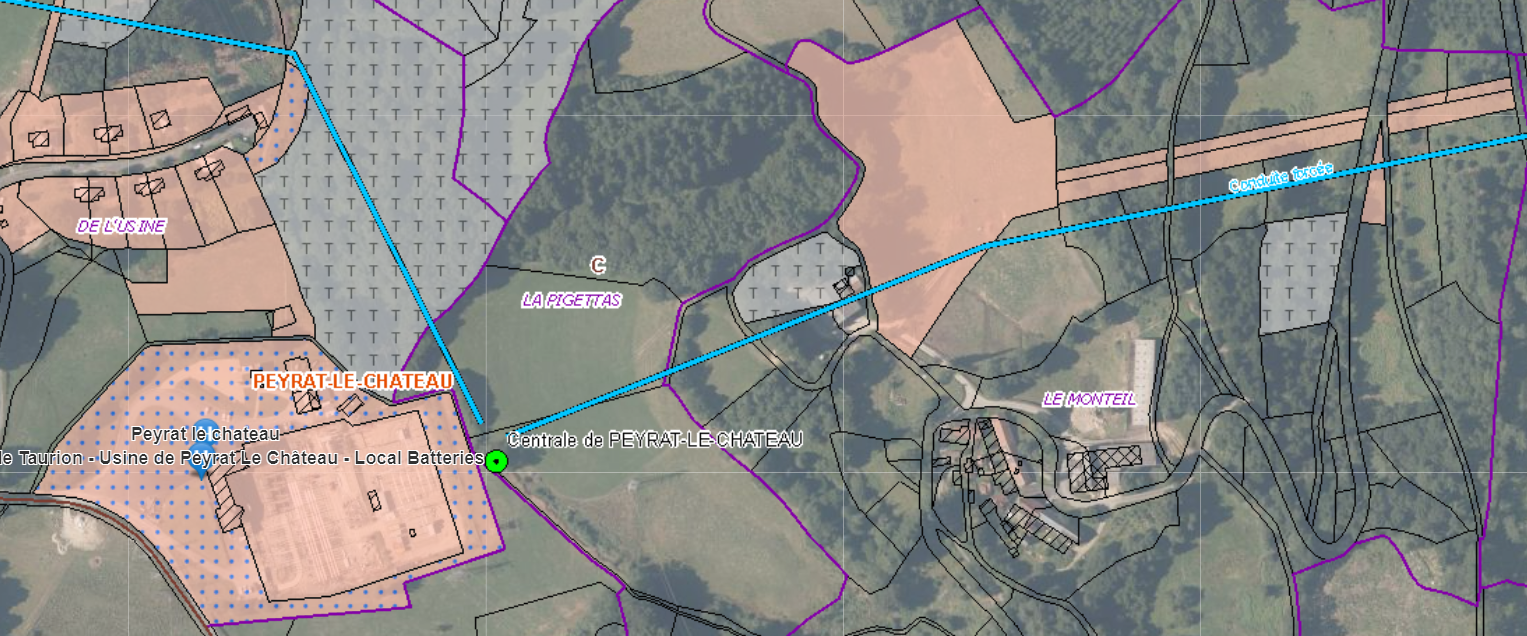 Conduite forcée
DE L'USINE
C
LA PIGETTAS
PEYRAT-LE-CHATEAU
LE MONTEIL
Peyrat le chateau
Centrale de PEYRAT-LE-CHATEAU
le Taurion - Usine de Peyrat Le Château - Local Batteries